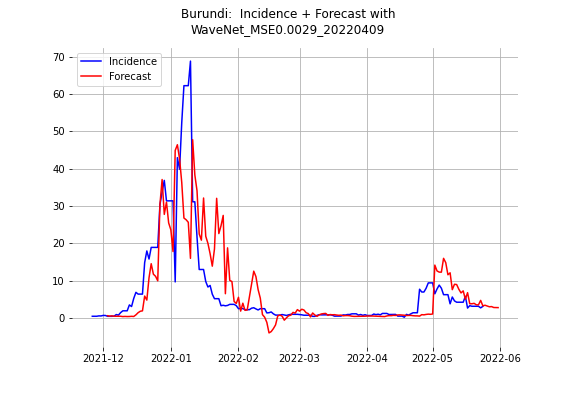 Burundi:  Incidence + Forecast with
WaveNet_MSE0.0029_20220409
70
60
50
40
30
20
10
0
Incidence
Forecast
2021-12 2022-01 2022-02 2022-03 2022-04 2022-05 2022-06